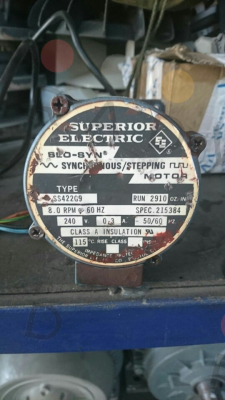 SUPERIOR
ELECTRIC
SLO-SYN®
SYNCHRONOUS/STEPPING
MOTOR
TYPE
SS422G9 RUN 2910 OZ-IN
8.0 RPM @ 60 HZ SPEC. 215384
240 V. 0.3 A. 50/60 HZ
CLASS A INSULATION
115 °C. RISE CLASS
IMPEDANCE